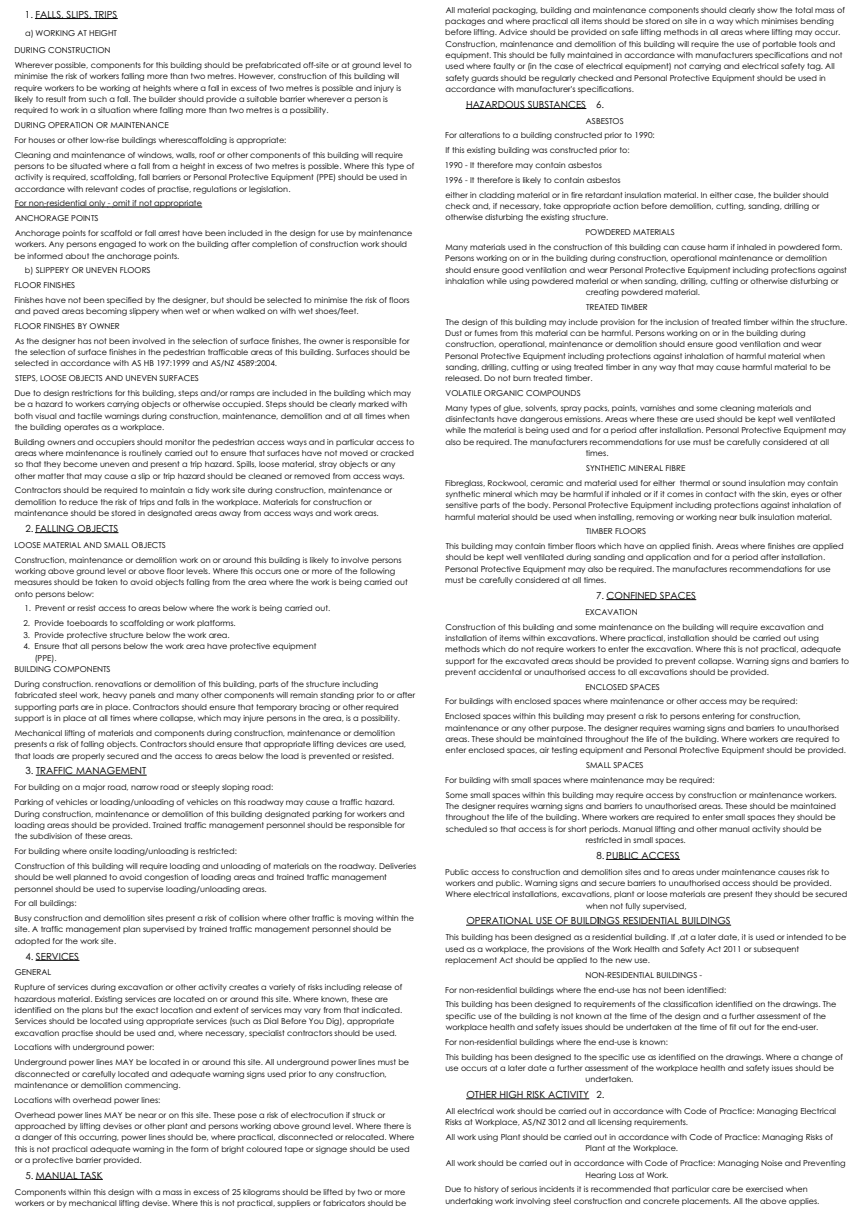 1. FALLS, SLIPS, TRIPS
a) WORKING AT HEIGHT
DURING CONSTRUCTION
Wherever possible, components for this building should be prefabricated off-site or at ground level to
minimise the risk of workers falling more than two metres. However, construction of this building will
require workers to be working at heights where a fall in excess of two metres is possible and injury is
likely to result from such a fall. The builder should provide a suitable barrier wherever a person is
required to work in a situation where falling more than two metres is a possibility.
DURING OPERATION OR MAINTENANCE
For houses or other low-rise buildings wherescaffolding is appropriate:
Cleaning and maintenance of windows, walls, roof or other components of this building will require
persons to be situated where a fall from a height in excess of two metres is possible. Where this type of
activity is required, scaffolding, fall barriers or Personal Protective Equipment (PPE) should be used in
accordance with relevant codes of practise, regulations or legislation.
For non-residential only - omit if not appropriate
ANCHORAGE POINTS
Anchorage points for scaffold or fall arrest have been included in the design for use by maintenance
workers. Any persons engaged to work on the building after completion of construction work should
be informed about the anchorage points.
b) SLIPPERY OR UNEVEN FLOORS
FLOOR FINISHES
Finishes have not been specified by the designer, but should be selected to minimise the risk of floors
and paved areas becoming slippery when wet or when walked on with wet shoes/feet.
FLOOR FINISHES BY OWNER
As the designer has not been involved in the selection of surface finishes, the owner is responsible for
the selection of surface finishes in the pedestrian trafficable areas of this building. Surfaces should be
selected in accordance with AS HB 197:1999 and AS/NZ 4589:2004.
STEPS, LOOSE OBJECTS AND UNEVEN SURFACES
Due to design restrictions for this building, steps and/or ramps are included in the building which may
be a hazard to workers carrying objects or otherwise occupied. Steps should be clearly marked with
both visual and tactile warnings during construction, maintenance, demolition and at all times when
the building operates as a workplace.
Building owners and occupiers should monitor the pedestrian access ways and in particular access to
areas where maintenance is routinely carried out to ensure that surfaces have not moved or cracked
so that they become uneven and present a trip hazard. Spills, loose material, stray objects or any
other matter that may cause a slip or trip hazard should be cleaned or removed from access ways.
Contractors should be required to maintain a tidy work site during construction, maintenance or
demolition to reduce the risk of trips and falls in the workplace. Materials for construction or
maintenance should be stored in designated areas away from access ways and work areas.
2. FALLING OBJECTS
LOOSE MATERIAL AND SMALL OBJECTS
Construction, maintenance or demolition work on or around this building is likely to involve persons
working above ground level or above floor levels. Where this occurs one or more of the following
measures should be taken to avoid objects falling from the area where the work is being carried out
onto persons below:
1. Prevent or resist access to areas below where the work is being carried out.
2. Provide toeboards to scaffolding or work platforms.
3. Provide protective structure below the work area.
4. Ensure that all persons below the work area have protective equipment
(PPE).
BUILDING COMPONENTS
During construction. renovations or demolition of this building, parts of the structure including
fabricated steel work, heavy panels and many other components will remain standing prior to or after
supporting parts are in place. Contractors should ensure that temporary bracing or other required
support is in place at all times where collapse, which may injure persons in the area, is a possibility.
Mechanical lifting of materials and components during construction, maintenance or demolition
presents a risk of falling objects. Contractors should ensure that appropriate lifting devices are used,
that loads are properly secured and the access to areas below the load is prevented or resisted.
3. TRAFFIC MANAGEMENT
For building on a major road, narrow road or steeply sloping road:
Parking of vehicles or loading/unloading of vehicles on this roadway may cause a traffic hazard.
During construction, maintenance or demolition of this building designated parking for workers and
loading areas should be provided. Trained traffic management personnel should be responsible for
the subdivision of these areas.
For building where onsite loading/unloading is restricted:
Construction of this building will require loading and unloading of materials on the roadway. Deliveries
should be well planned to avoid congestion of loading areas and trained traffic management
personnel should be used to supervise loading/unloading areas.
For all buildings:
Busy construction and demolition sites present a risk of collision where other traffic is moving within the
site. A traffic management plan supervised by trained traffic management personnel should be
adopted for the work site.
4. SERVICES
GENERAL
Rupture of services during excavation or other activity creates a variety of risks including release of
hazardous material. Existing services are located on or around this site. Where known, these are
identified on the plans but the exact location and extent of services may vary from that indicated.
Services should be located using appropriate services (such as Dial Before You Dig), appropriate
excavation practise should be used and, where necessary, specialist contractors should be used.
Locations with underground power:
Underground power lines MAY be located in or around this site. All underground power lines must be
disconnected or carefully located and adequate warning signs used prior to any construction,
maintenance or demolition commencing.
Locations with overhead power lines:
Overhead power lines MAY be near or on this site. These pose a risk of electrocution if struck or
approached by lifting devises or other plant and persons working above ground level. Where there is
a danger of this occurring, power lines should be, where practical, disconnected or relocated. Where
this is not practical adequate warning in the form of bright coloured tape or signage should be used
or a protective barrier provided.
5. MANUAL TASK
Components within this design with a mass in excess of 25 kilograms should be lifted by two or more
workers or by mechanical lifting devise. Where this is not practical, suppliers or fabricators should be
All material packaging, building and maintenance components should clearly show the total mass of
packages and where practical all items should be stored on site in a way which minimises bending
before lifting. Advice should be provided on safe lifting methods in all areas where lifting may occur.
Construction, maintenance and demolition of this building will require the use of portable tools and
equipment. This should be fully maintained in accordance with manufacturers specifications and not
used where faulty or (in the case of electrical equipment) not carrying and electrical safety tag. All
safety guards should be regularly checked and Personal Protective Equipment should be used in
accordance with manufacturer's specifications.
HAZARDOUS SUBSTANCES 6.
ASBESTOS
For alterations to a building constructed prior to 1990:
If this existing building was constructed prior to:
1990 - it therefore may contain asbestos
1996 - it therefore is likely to contain asbestos
either in cladding material or in fire retardant insulation material. In either case, the builder should
check and, if necessary, take appropriate action before demolition, cutting, sanding, drilling or
otherwise disturbing the existing structure.
POWDERED MATERIALS
Many materials used in the construction of this building can cause harm if inhaled in powdered form.
Persons working on or in the building during construction, operational maintenance or demolition
should ensure good ventilation and wear Personal Protective Equipment including protections against
inhalation while using powdered material or when sanding, drilling, cutting or otherwise disturbing or
creating powdered material.
TREATED TIMBER
The design of this building may include provision for the inclusion of treated timber within the structure.
Dust or fumes from this material can be harmful. Persons working on or in the building during
construction, operational, maintenance or demolition should ensure good ventilation and wear
Personal Protective Equipment including protections against inhalation of harmful material when
sanding, drilling, cutting or using treated timber in any way that may cause harmful material to be
released. Do not burn treated timber.
VOLATILE ORGANIC COMPOUNDS
Many types of glue, solvents, spray packs, paints, varnishes and some cleaning materials and
disinfectants have dangerous emissions. Areas where these are used should be kept well ventilated
while the material is being used and for a period after installation. Personal Protective Equipment may
also be required. The manufacturers recommendations for use must be carefully considered at all
times.
SYNTHETIC MINERAL FIBRE
Fibreglass, Rockwool, ceramic and material used for either thermal or sound insulation may contain
synthetic mineral which may be harmful if inhaled or if it comes in contact with the skin, eyes or other
sensitive parts of the body. Personal Protective Equipment including protections against inhalation of
harmful material should be used when installing, removing or working near bulk insulation material.
TIMBER FLOORS
This building may contain timber floors which have an applied finish. Areas where finishes are applied
should be kept well ventilated during sanding and application and for a period after installation.
Personal Protective Equipment may also be required. The manufactures recommendations for use
must be carefully considered at all times.
7. CONFINED SPACES
EXCAVATION
Construction of this building and some maintenance on the building will require excavation and
installation of items within excavations. Where practical, installation should be carried out using
methods which do not require workers to enter the excavation. Where this is not practical, adequate
support for the excavated areas should be provided to prevent collapse. Warning signs and barriers to
prevent accidental or unauthorised access to all excavations should be provided.
ENCLOSED SPACES
For buildings with enclosed spaces where maintenance or other access may be required:
Enclosed spaces within this building may present a risk to persons entering for construction,
maintenance or any other purpose. The designer requires warning signs and barriers to unauthorised
areas. These should be maintained throughout the life of the building. Where workers are required to
enter enclosed spaces, air testing equipment and Personal Protective Equipment should be provided.
SMALL SPACES
For building with small spaces where maintenance may be required:
Some small spaces within this building may require access by construction or maintenance workers.
The designer requires warning signs and barriers to unauthorised areas. These should be maintained
throughout the life of the building. Where workers are required to enter small spaces they should be
scheduled so that access is for short periods. Manual lifting and other manual activity should be
restricted in small spaces.
8. PUBLIC ACCESS
Public access to construction and demolition sites and to areas under maintenance causes risk to
workers and public. Warning signs and secure barriers to unauthorised access should be provided.
Where electrical installations, excavations, plant or loose materials are present they should be secured
when not fully supervised,
OPERATIONAL USE OF BUILDINGS RESIDENTIAL BUILDINGS
This building has been designed as a residential building. If ,at a later date, it is used or intended to be
used as a workplace, the provisions of the Work Health and Safety Act 2011 or subsequent
replacement Act should be applied to the new use.
NON-RESIDENTIAL BUILDINGS -
For non-residential buildings where the end-use has not been identified:
This building has been designed to requirements of the classification identified on the drawings. The
specific use of the building is not known at the time of the design and a further assessment of the
workplace health and safety issues should be undertaken at the time of fit out for the end-user.
For non-residential buildings where the end-use is known:
This building has been designed to the specific use as identified on the drawings. Where a change of
use occurs at a later date a further assessment of the workplace health and safety issues should be
undertaken.
OTHER HIGH RISK ACTIVITY 2.
All electrical work should be carried out in accordance with Code of Practice: Managing Electrical
Risks at Workplace, AS/NZ 3012 and all licensing requirements.
All work using Plant should be carried out in accordance with Code of Practice: Managing Risks of
Plant at the Workplace.
All work should be carried out in accordance with Code of Practice: Managing Noise and Preventing
Hearing Loss at Work.
Due to history of serious incidents it is recommended that particular care be exercised when
undertaking work involving steel construction and concrete placements. All the above applies.